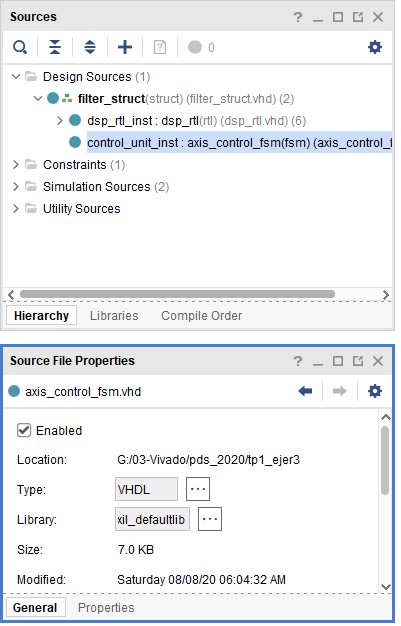 Sources
0
Design Sources (1)
filter_struct(struct) (filter_struct.vhd) (2)
dsp_rtl_inst : dsp_rtl(rtl) (dsp_rtl.vhd) (6)
control_unit_inst : axis_control_fsm(fsm) (axis_control_f
Constraints (1)
Simulation Sources (2)
Utility Sources
Hierarchy Libraries Compile Order
Source File Properties
axis_control_fsm.vhd
Enabled
Location: G:/03-Vivado/pds_2020/tp1_ejer3
Type: VHDL
Library: xil_defaultlib
Size: 7.0 KB
Modified: Saturday 08/08/20 06:04:32 AM
General Properties